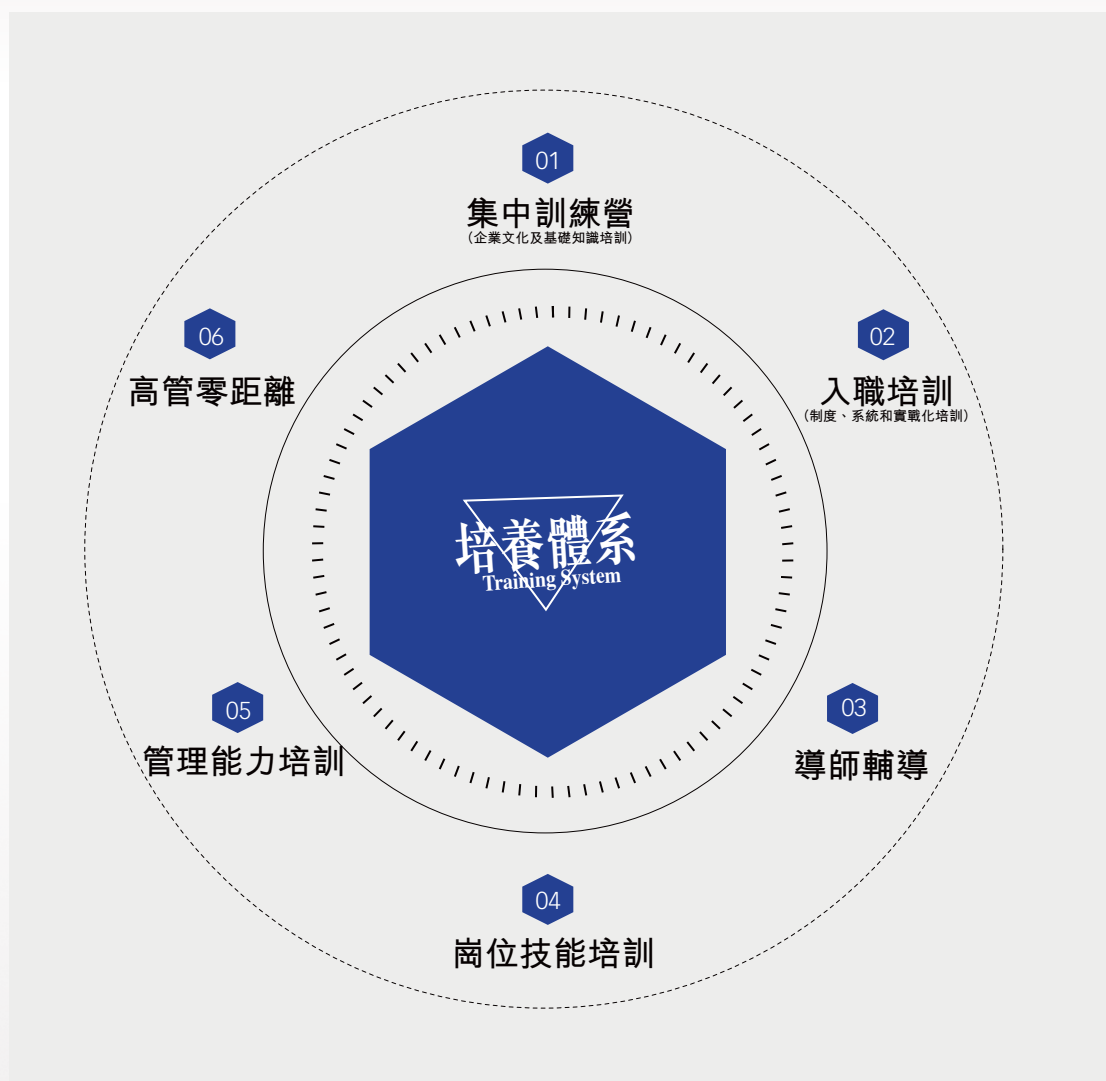 01
集中訓練營
（企業文化及基礎知識培訓）
06
高管零距離
02
入職培訓
（制度、系統和實戰化培訓）
培養體系
Training System
05
管理能力培訓
03
導師輔導
04
崗位技能培訓